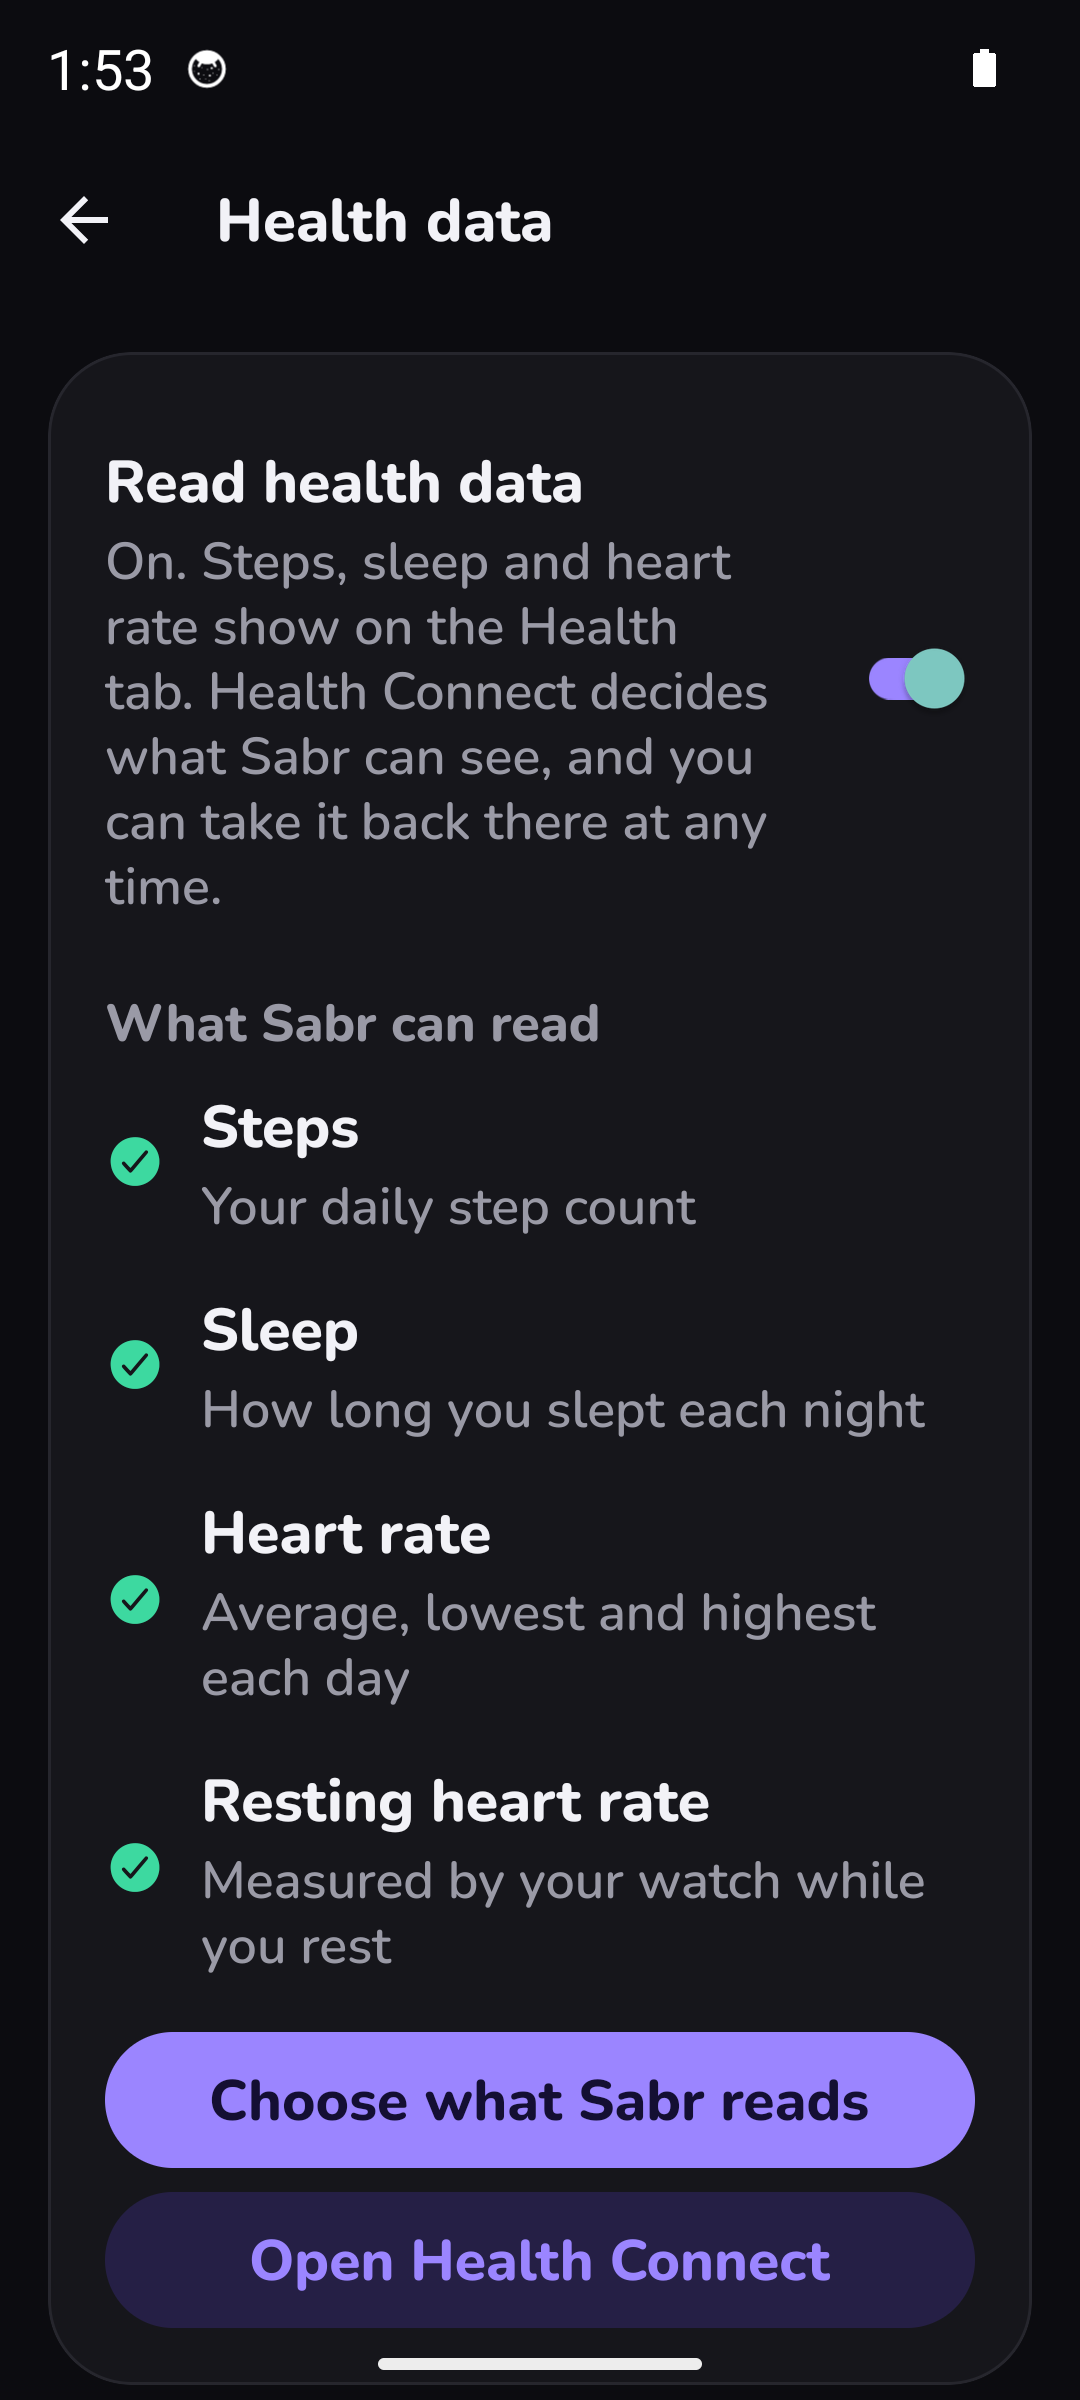 1:53
Health data
Read health data
On. Steps, sleep and heart
rate show on the Health
tab. Health Connect decides
what Sabr can see, and you
can take it back there at any
time.
What Sabr can read
Steps
Your daily step count
Sleep
How long you slept each night
Heart rate
Average, lowest and highest
each day
Resting heart rate
Measured by your watch while
you rest
Choose what Sabr reads
Open Health Connect